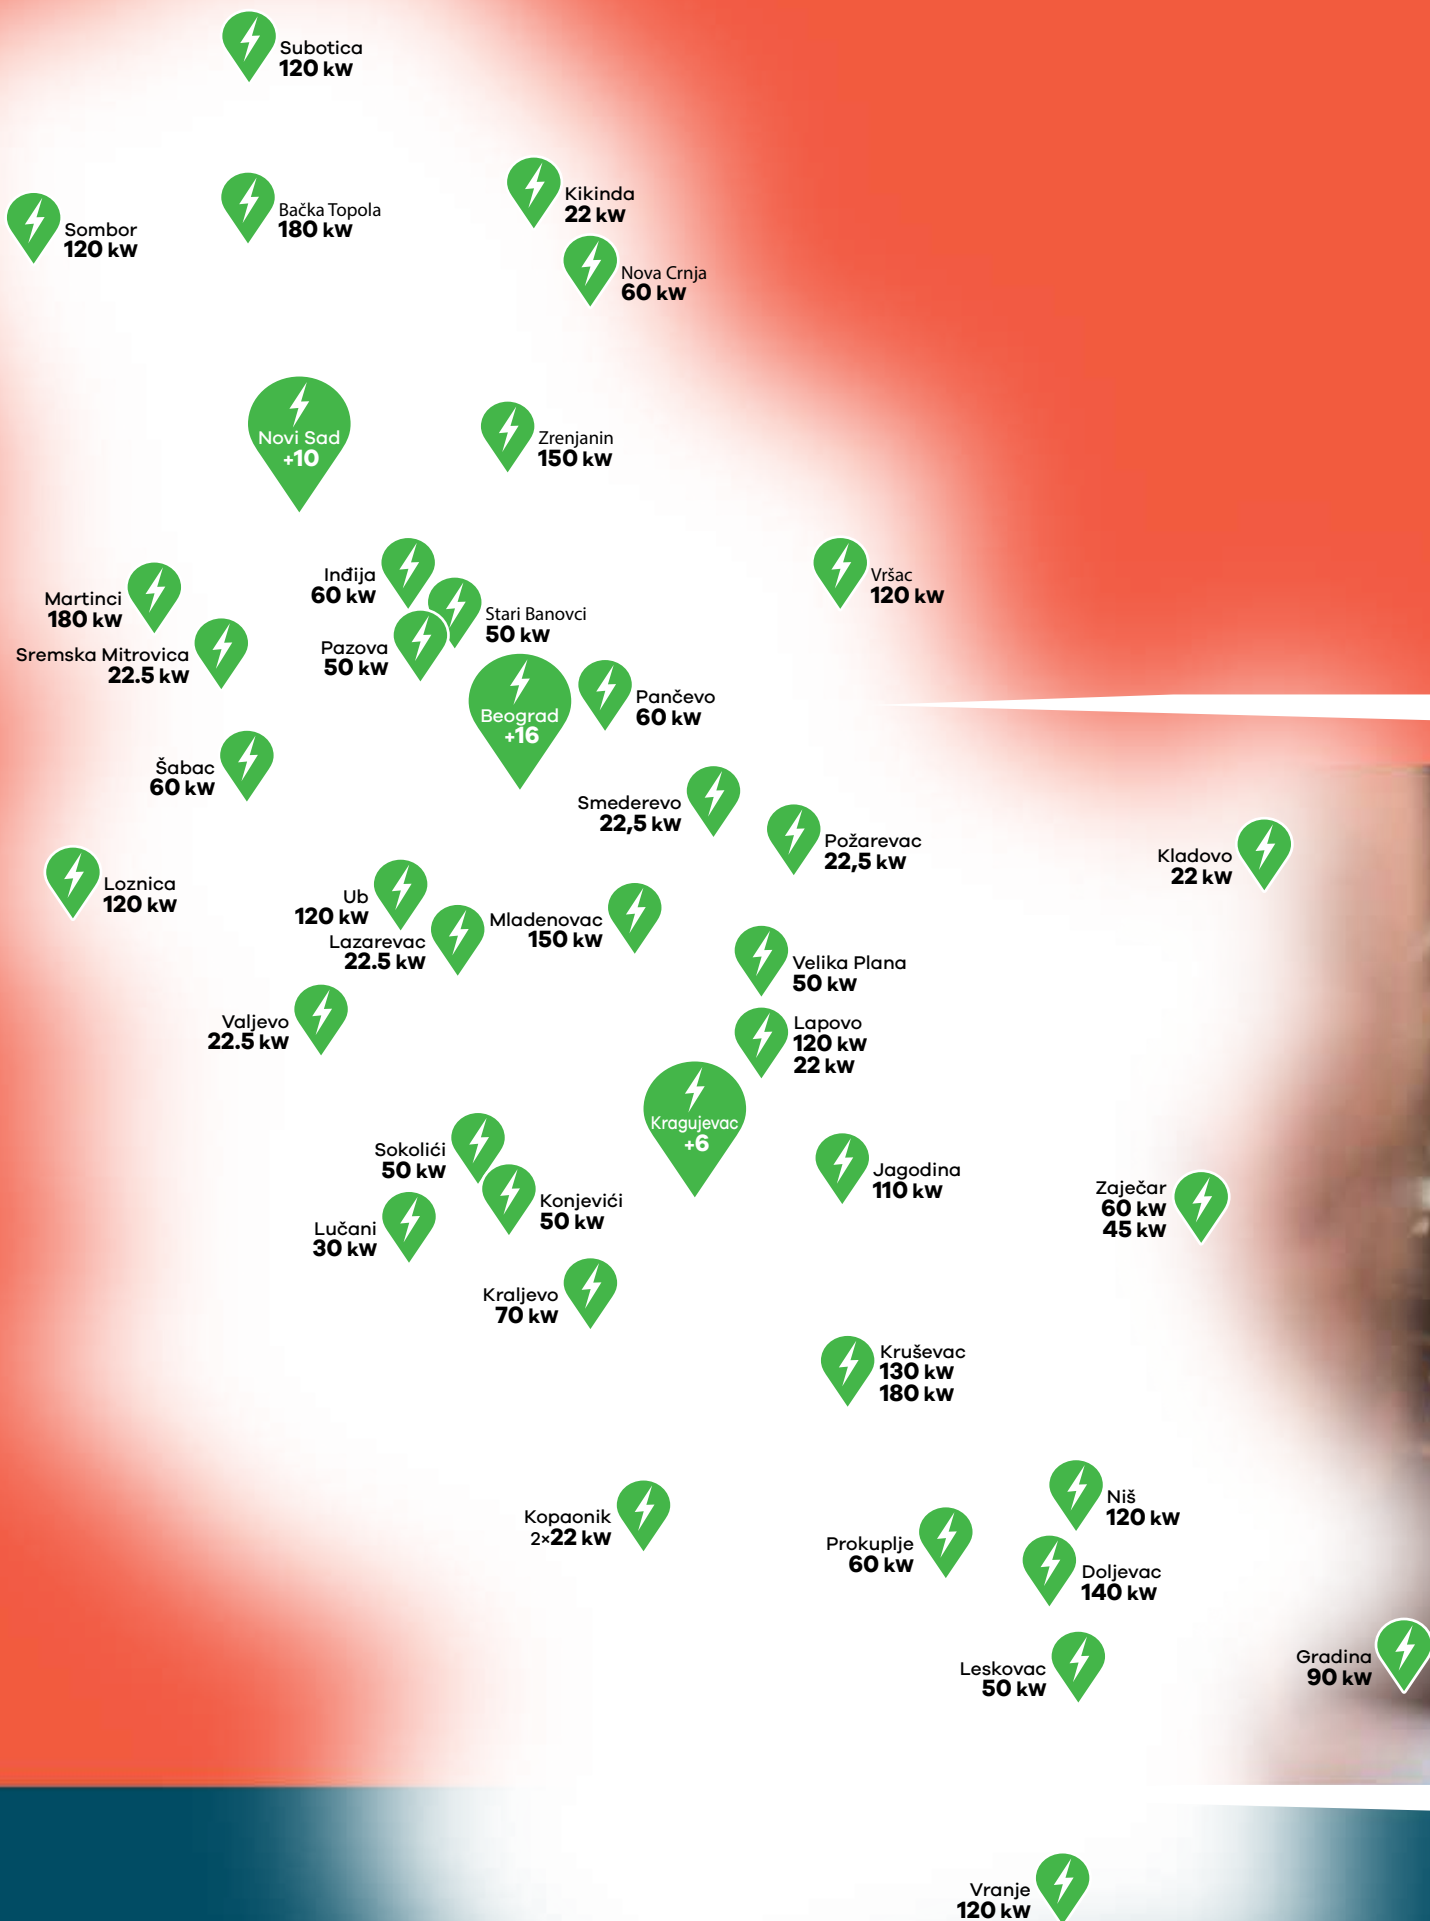 Subotica
120 kW
Kikinda
22 kW
Bačka Topola
180 kW
Sombor
120 kW
Nova Crnja
60 kW
Novi Sad
+10
Zrenjanin
150 kW
Inđija
60 kW
Vršac
120 kW
Martinci
180 kW
Stari Banovci
50 kW
Pazova
50 kW
Sremska Mitrovica
22.5 kW
Pančevo
60 kW
Beograd
+16
Šabac
60 kW
Smederevo
22,5 kW
Požarevac
22,5 kW
Kladovo
22 kW
Loznica
120 kW
Ub
120 kW
Mladenovac
150 kW
Lazarevac
22.5 kW
Velika Plana
50 kW
Valjevo
22.5 kW
Lapovo
120 kW
22 kW
Kragujevac
+6
Sokolići
50 kW
Jagodina
110 kW
Zaječar
60 kW
45 kW
Konjevići
50 kW
Lučani
30 kW
Kraljevo
70 kW
Kruševac
130 kW
180 kW
Niš
120 kW
Kopaonik
2×22 kW
Prokuplje
60 kW
Doljevac
140 kW
Gradina
90 kW
Leskovac
50 kW
Vranje
120 kW